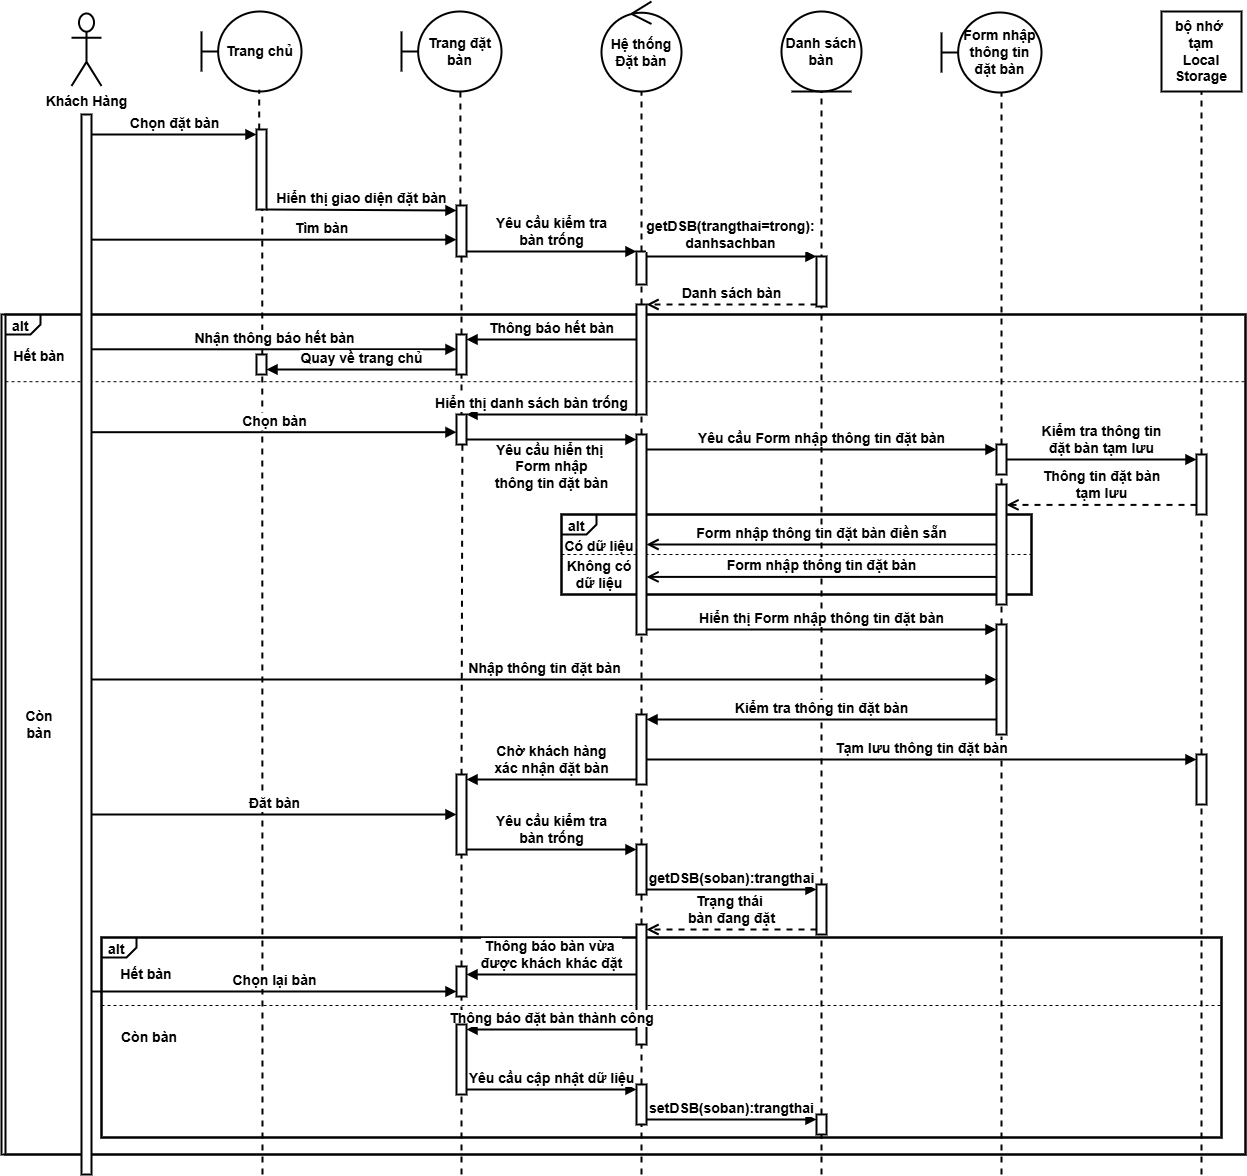 Khách Hàng
Trang chủ
Trang đặt
bàn
Hệ thống
Đặt bàn
Danh sách
bàn
Form nhập
thông tin
đặt bàn
bộ nhớ
tạm
Local
Storage
Chọn đặt bàn
Hiển thị giao diện đặt bàn
Tìm bàn
Yêu cầu kiểm tra
bàn trống
getDSB(trangthai=trong):
danhsachban
Danh sách bàn
alt
Hết bàn
Thông báo hết bàn
Nhận thông báo hết bàn
Quay về trang chủ
Hiển thị danh sách bàn trống
Chọn bàn
Yêu cầu hiển thị
Form nhập
thông tin đặt bàn
Yêu cầu Form nhập thông tin đặt bàn
Kiểm tra thông tin
đặt bàn tạm lưu
Thông tin đặt bàn
tạm lưu
alt
Có dữ liệu
Form nhập thông tin đặt bàn điền sẵn
Không có
dữ liệu
Form nhập thông tin đặt bàn
Hiển thị Form nhập thông tin đặt bàn
Nhập thông tin đặt bàn
Còn
bàn
Kiểm tra thông tin đặt bàn
Tạm lưu thông tin đặt bàn
Chờ khách hàng
xác nhận đặt bàn
Đăt bàn
Yêu cầu kiểm tra
bàn trống
getDSB(soban):trangthai
Trạng thái
bàn đang đặt
alt
Thông báo bàn vừa
được khách khác đặt
Hết bàn
Chọn lại bàn
Thông báo đặt bàn thành công
Còn bàn
Yêu cầu cập nhật dữ liệu
setDSB(soban):trangthai